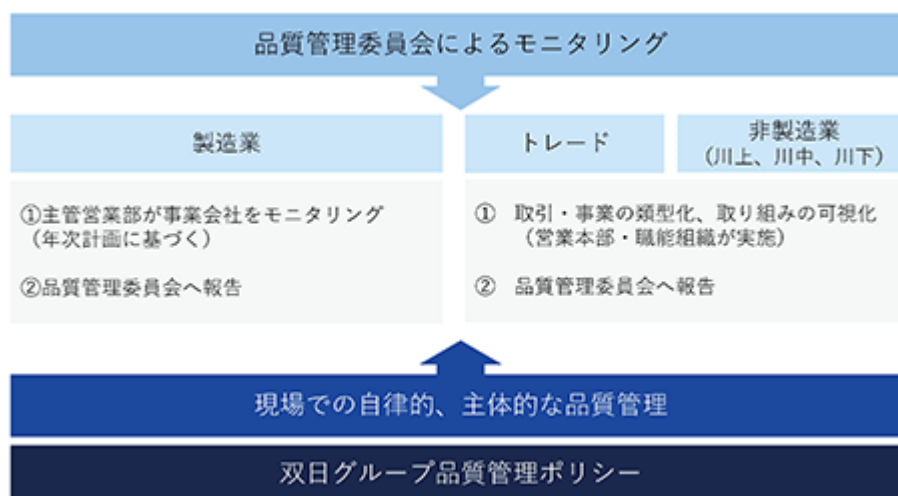 品質管理委員会によるモニタリング
製造業
①主管営業部が事業会社をモニタリング
（年次計画に基づく）
②品質管理委員会へ報告
トレード
非製造業
（川上、川中、川下）
① 取引・事業の類型化、取り組みの可視化
（営業本部・職能組織が実施）
② 品質管理委員会へ報告
現場での自律的、主体的な品質管理
双日グループ品質管理ポリシー